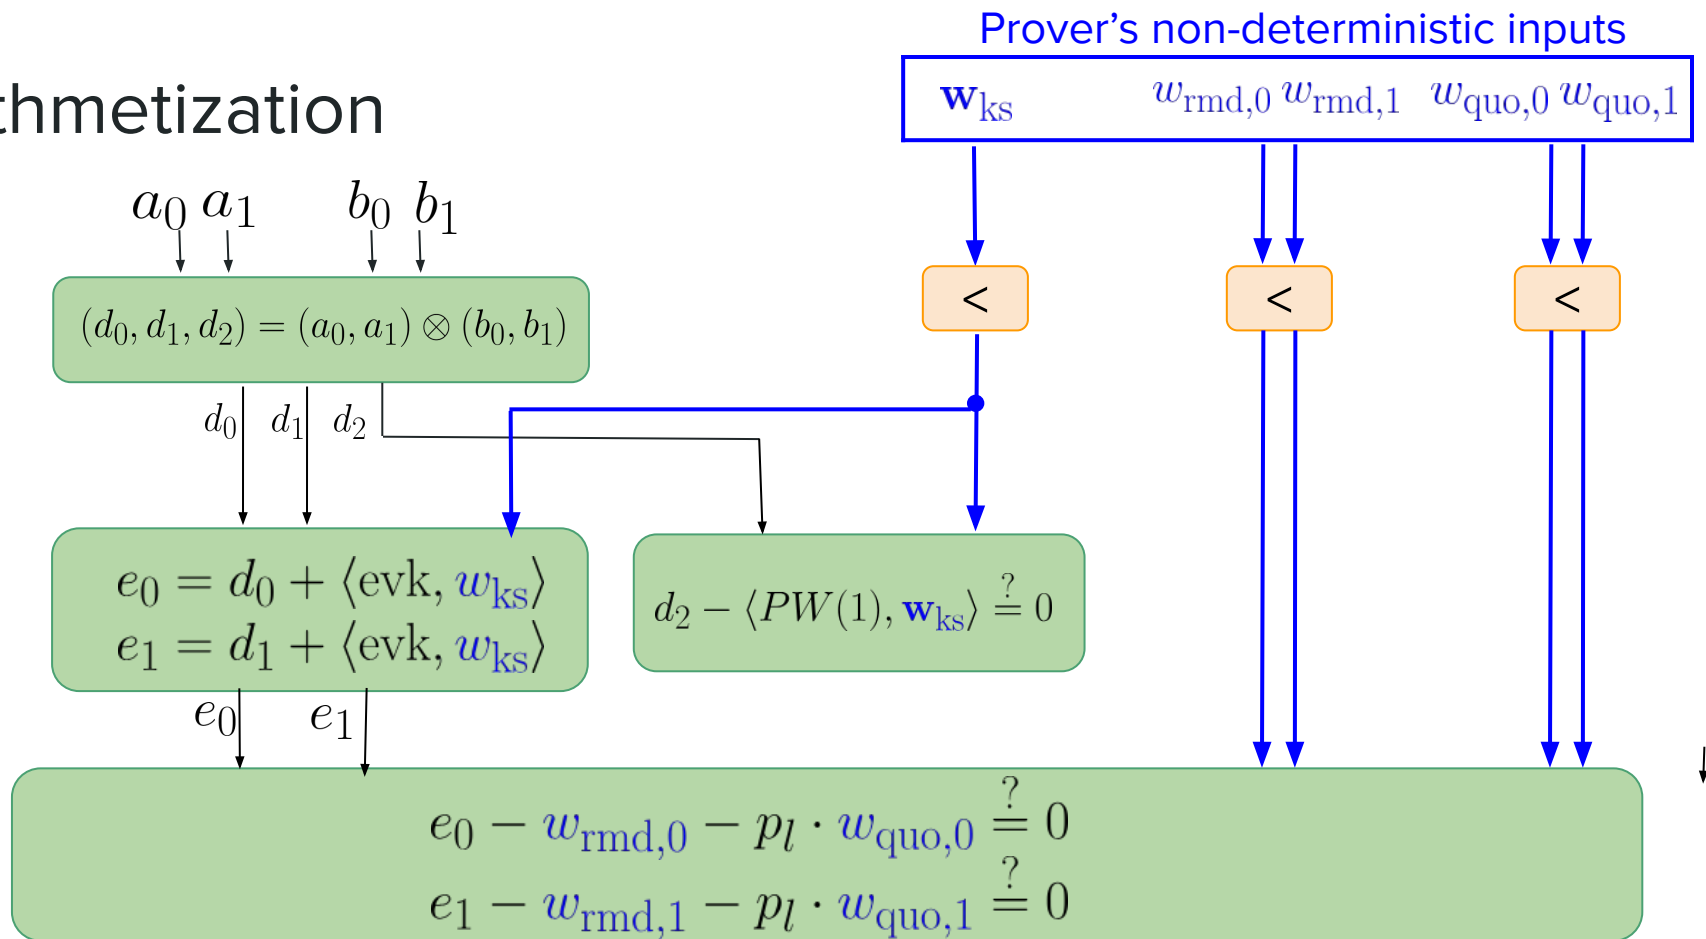 Prover's non-deterministic inputs
thmetization
𝐰_ks w_rmd,0 w_rmd,1 w_quo,0 w_quo,1
a_0 a_1 b_0 b_1
< < <
(d_0, d_1, d_2) = (a_0, a_1) ⊗ (b_0, b_1)
d_0 d_1 d_2
e_0 = d_0 + ⟨evk, w_ks⟩
e_1 = d_1 + ⟨evk, w_ks⟩
d_2 − ⟨PW(1), 𝐰_ks⟩ ≟ 0
e_0 e_1
e_0 − w_rmd,0 − p_l · w_quo,0 ≟ 0
e_1 − w_rmd,1 − p_l · w_quo,1 ≟ 0